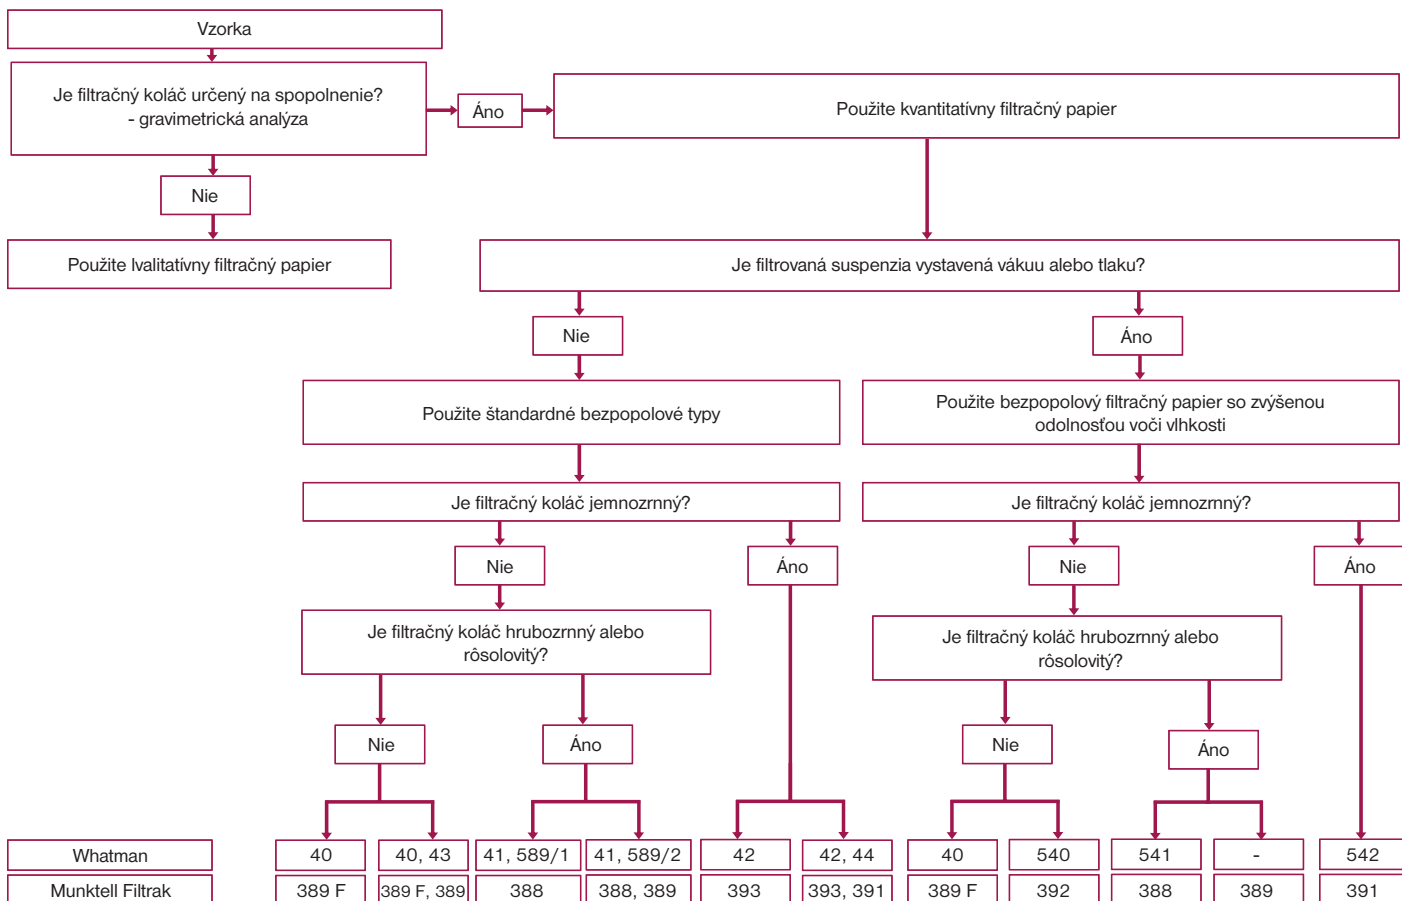 Vzorka
Je filtračný koláč určený na spopolnenie?
- gravimetrická analýza
Áno
Použite kvantitatívny filtračný papier
Nie
Použite lvalitatívny filtračný papier
Je filtrovaná suspenzia vystavená vákuu alebo tlaku?
Nie
Áno
Použite štandardné bezpopolové typy
Použite bezpopolový filtračný papier so zvýšenou
odolnosťou voči vlhkosti
Je filtračný koláč jemnozrnný?
Je filtračný koláč jemnozrnný?
Nie
Áno
Nie
Áno
Je filtračný koláč hrubozrnný alebo
rôsolovitý?
Je filtračný koláč hrubozrnný alebo
rôsolovitý?
Nie
Áno
Nie
Áno
Whatman 40 40, 43 41, 589/1 41, 589/2 42 42, 44 40 540 541 - 542
Munktell Filtrak 389 F 389 F, 389 388 388, 389 393 393, 391 389 F 392 388 389 391